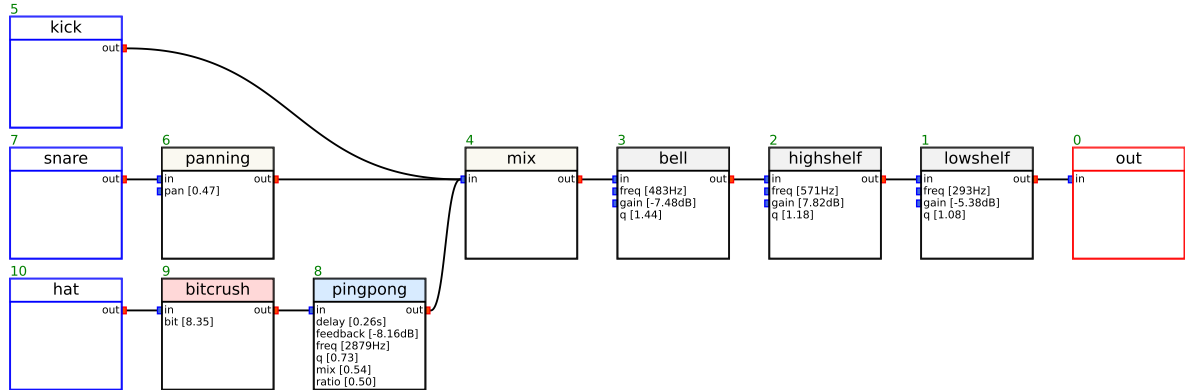 5
kick
out
7
snare
out
6
panning
in
out
pan [0.47]
4
mix
in
3
bell
in
out
freq [483Hz]
gain [-7.48dB]
q [1.44]
2
highshelf
in
out
freq [571Hz]
gain [7.82dB]
q [1.18]
1
lowshelf
in
out
freq [293Hz]
gain [-5.38dB]
q [1.08]
0
out
in
10
hat
out
9
bitcrush
in
out
bit [8.35]
8
pingpong
in
out
delay [0.26s]
feedback [-8.16dB]
freq [2879Hz]
q [0.73]
mix [0.54]
ratio [0.50]